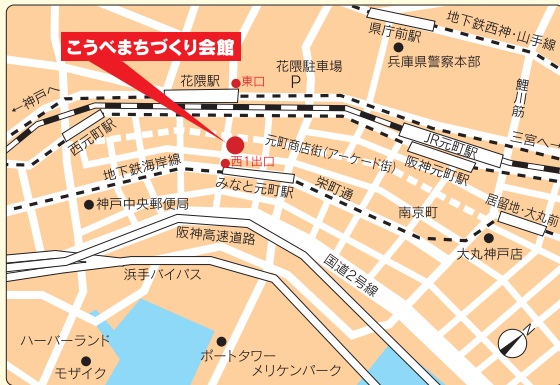 地下鉄西神・山手線
県庁前駅
こうべまちづくり会館
兵庫県警察本部
花隈駅
東口
花隈駐車場
P
鯉川筋
←神戸へ
三宮へ→
西元町駅
元町商店街(アーケード街)
JR元町駅
阪神元町駅
地下鉄海岸線
西1出口
みなと元町駅
栄町通
居留地・大丸前
神戸中央郵便局
南京町
阪神高速道路
大丸神戸店
浜手バイパス
国道2号線
N
ハーバーランド
モザイク
ポートタワー
メリケンパーク